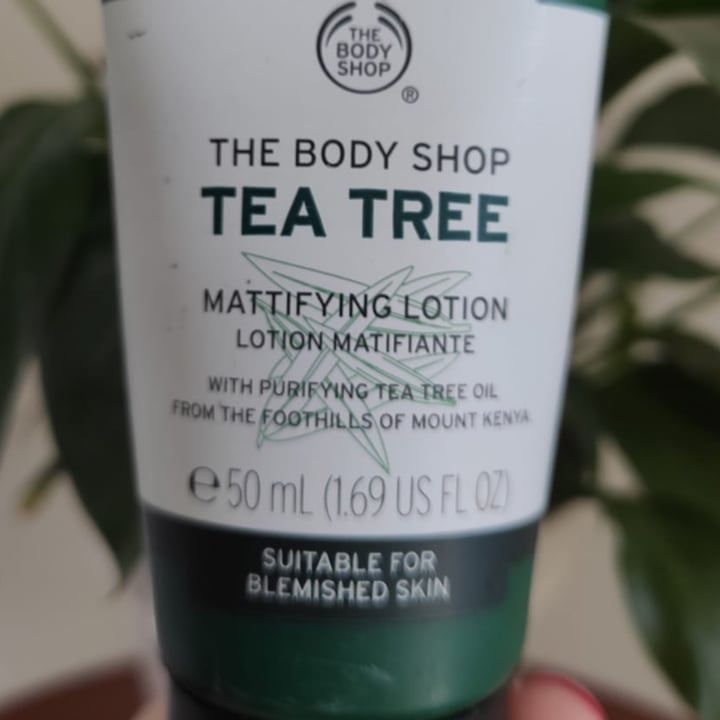 THE
BODY
SHOP
®
THE BODY SHOP
TEA TREE
MATTIFYING LOTION
LOTION MATIFIANTE
WITH PURIFYING TEA TREE OIL
FROM THE FOOTHILLS OF MOUNT KENYA
℮ 50 mL (1.69 US FL OZ)
SUITABLE FOR
BLEMISHED SKIN